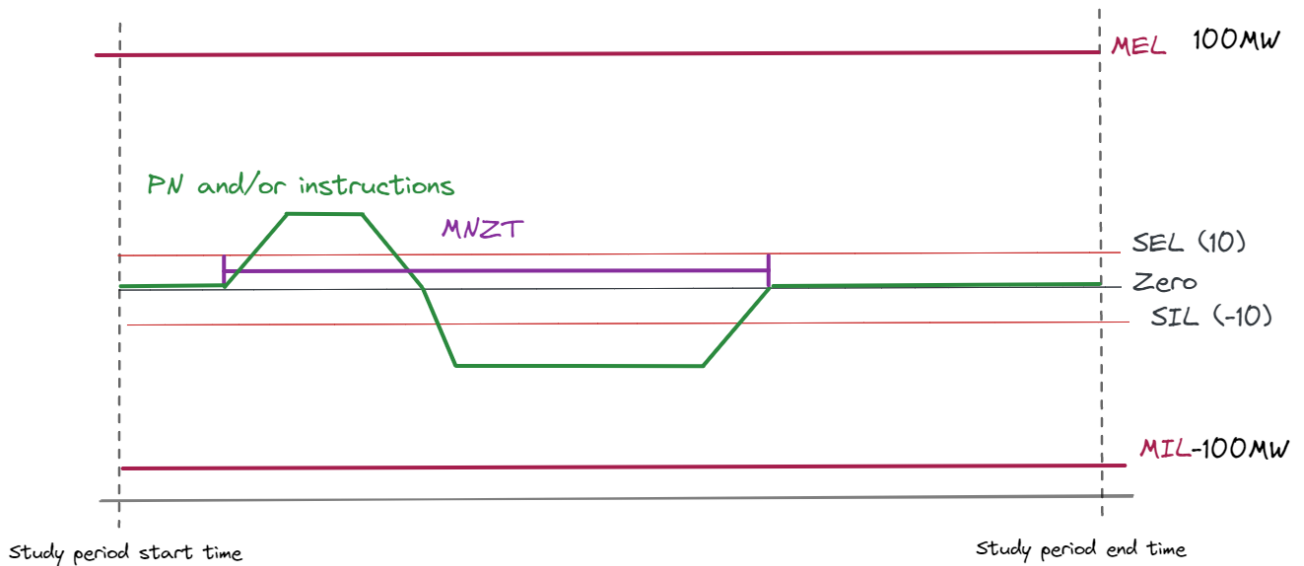 MEL 100MW
PN and/or instructions
MNZT
SEL (10)
Zero
SIL (-10)
MIL-100MW
Study period start time
Study period end time